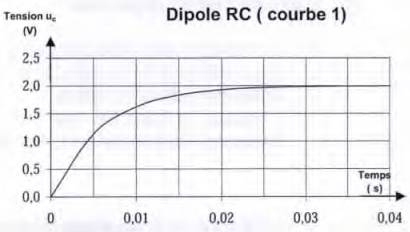 Tension uc
(V)
Dipole RC ( courbe 1)
2,5
2,0
1,5
1,0
0,5
0,0
Temps
( s)
0
0,01
0,02
0,03
0,04